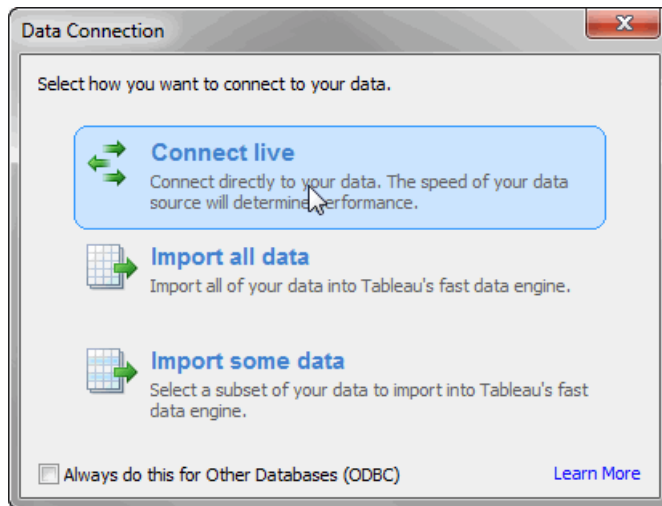 Data Connection
Select how you want to connect to your data.
Connect live
Connect directly to your data. The speed of your data
source will determine performance.
Import all data
Import all of your data into Tableau's fast data engine.
Import some data
Select a subset of your data to import into Tableau's fast
data engine.
Always do this for Other Databases (ODBC)
Learn More